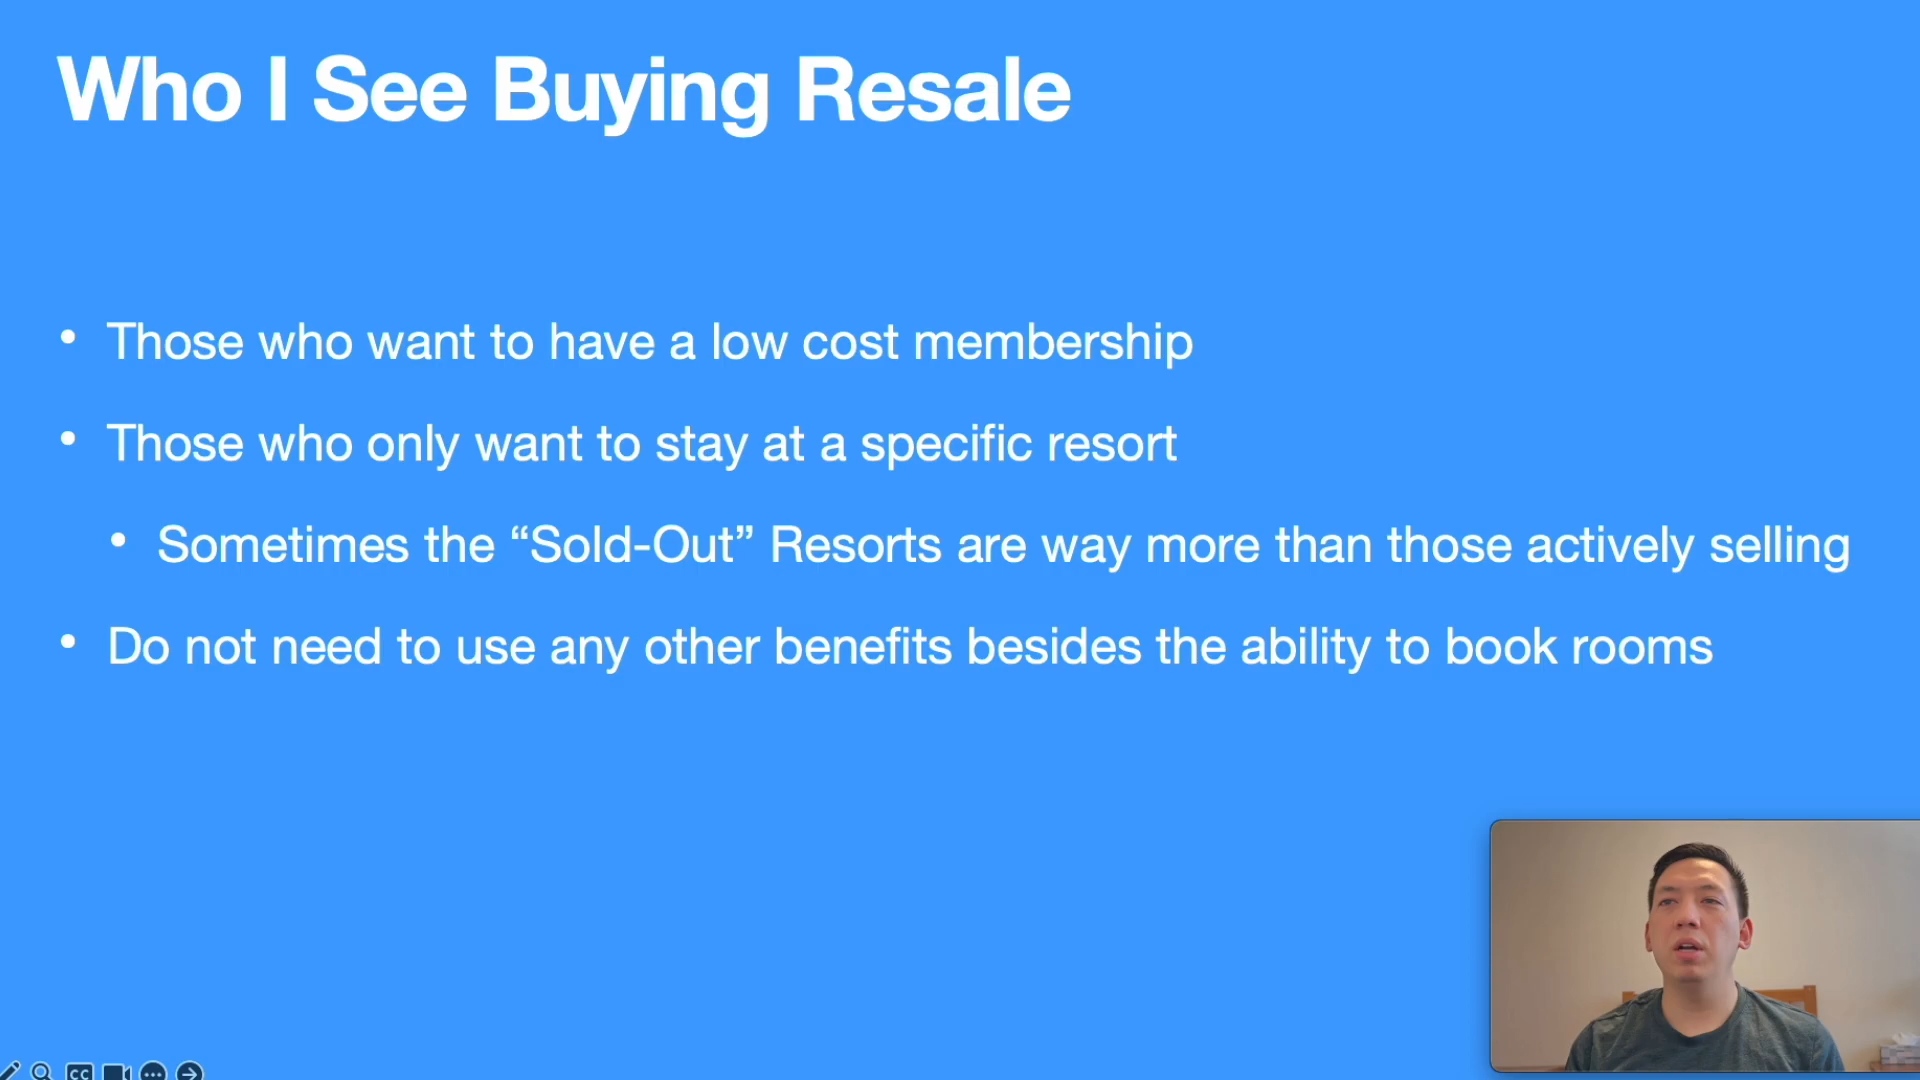 Who I See Buying Resale
• Those who want to have a low cost membership
• Those who only want to stay at a specific resort
• Sometimes the “Sold-Out” Resorts are way more than those actively selling
• Do not need to use any other benefits besides the ability to book rooms
CC